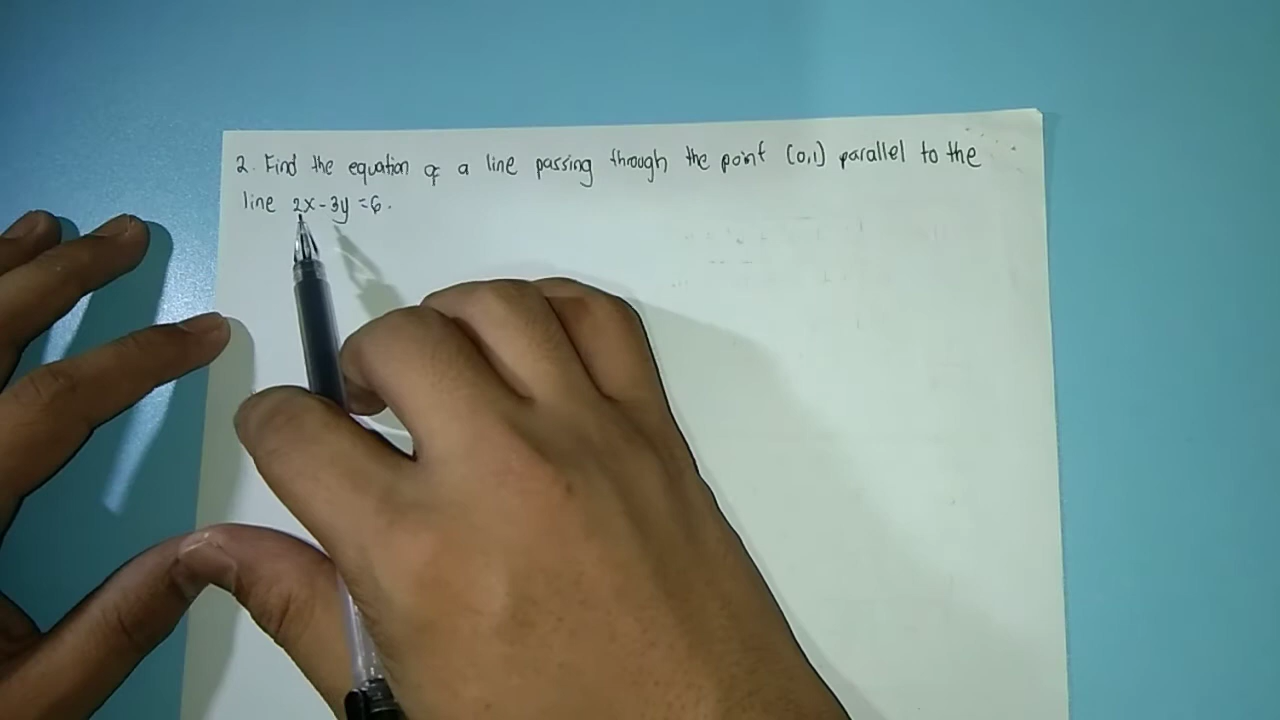 2. Find the equation of a line passing through the point (0,1) parallel to the
line 2x-3y=6.